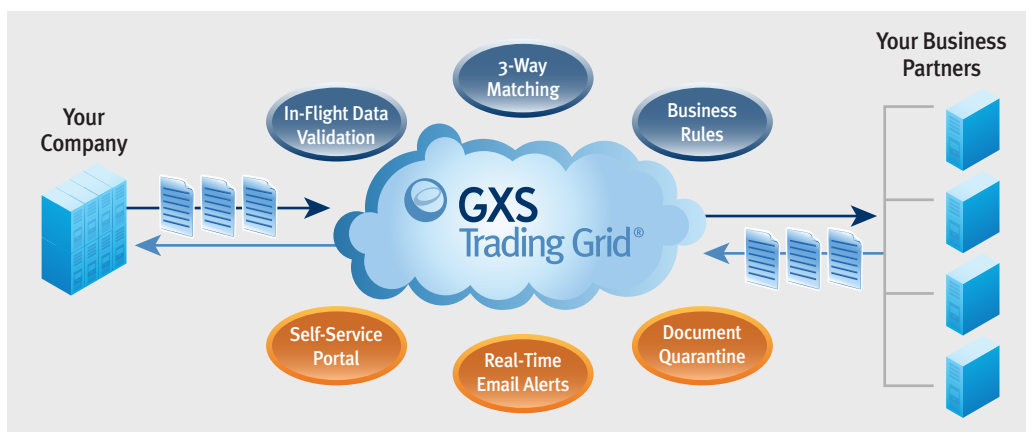 Your Business
Partners
3-Way
Matching
In-Flight Data
Validation
Business
Rules
Your
Company
GXS
Trading Grid®
Self-Service
Portal
Real-Time
Email Alerts
Document
Quarantine